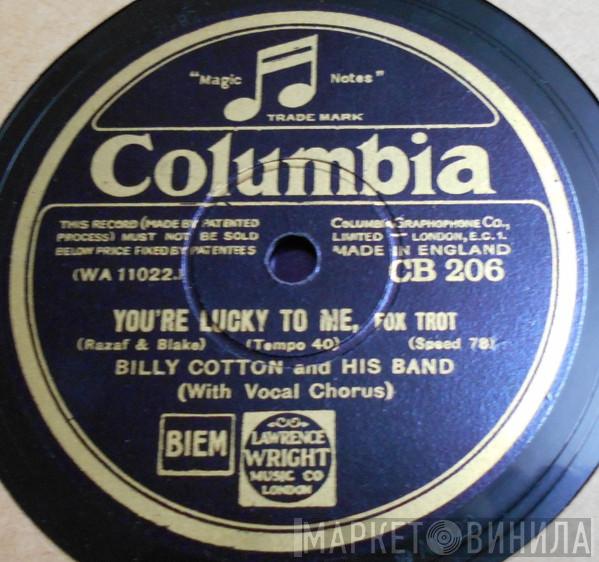 "Magic Notes"
TRADE MARK
Columbia
THIS RECORD (MADE BY PATENTED
PROCESS) MUST NOT BE SOLD
BELOW PRICE FIXED BY PATENTEES
(WA 11022.)
COLUMBIA GRAPHOPHONE CO.,
LIMITED LONDON, E.C.1.
MADE IN ENGLAND
CB 206
YOU'RE LUCKY TO ME, FOX TROT
(Razaf & Blake) (Tempo 40) (Speed 78)
BILLY COTTON and HIS BAND
(With Vocal Chorus)
BIEM
LAWRENCE
WRIGHT
MUSIC CO
LONDON
МАРКЕТ ВИНИЛА